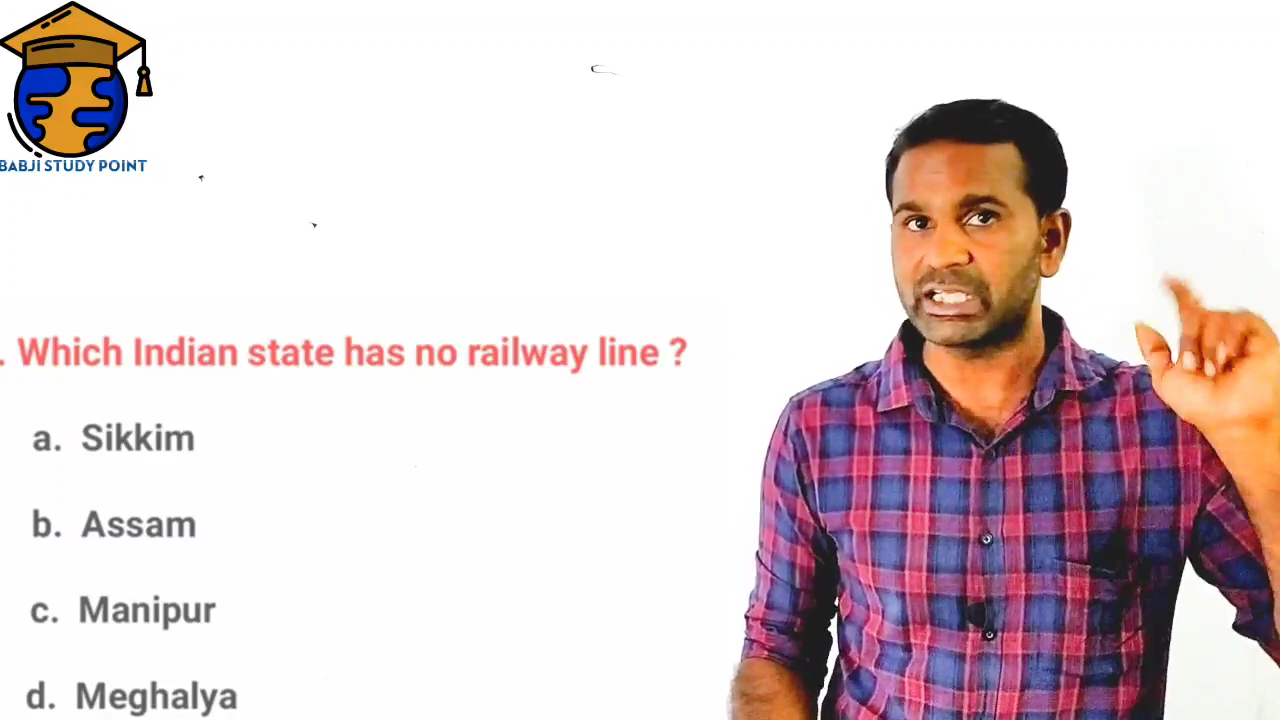 BABJI STUDY POINT
. Which Indian state has no railway line ?
a. Sikkim
b. Assam
c. Manipur
d. Meghalya